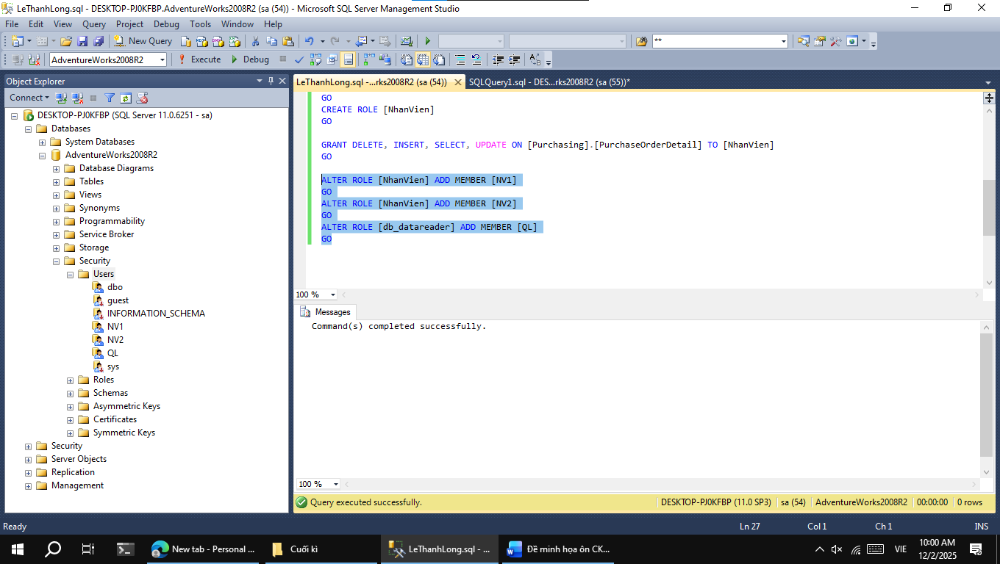 LeThanhLong.sql - DESKTOP-PJ0KFBP.AdventureWorks2008R2 (sa (54)) - Microsoft SQL Server Management Studio
File Edit View Query Project Debug Tools Window Help
New Query **
AdventureWorks2008R2 Execute Debug
Object Explorer
Connect
DESKTOP-PJ0KFBP (SQL Server 11.0.6251 - sa)
Databases
System Databases
AdventureWorks2008R2
Database Diagrams
Tables
Views
Synonyms
Programmability
Service Broker
Storage
Security
Users
dbo
guest
INFORMATION_SCHEMA
NV1
NV2
QL
sys
Roles
Schemas
Asymmetric Keys
Certificates
Symmetric Keys
Security
Server Objects
Replication
Management
LeThanhLong.sql -...rks2008R2 (sa (54)) SQLQuery1.sql - DES...rks2008R2 (sa (55))*
GO
CREATE ROLE [NhanVien]
GO
GRANT DELETE, INSERT, SELECT, UPDATE ON [Purchasing].[PurchaseOrderDetail] TO [NhanVien]
GO
ALTER ROLE [NhanVien] ADD MEMBER [NV1]
GO
ALTER ROLE [NhanVien] ADD MEMBER [NV2]
GO
ALTER ROLE [db_datareader] ADD MEMBER [QL]
GO
100 %
Messages
Command(s) completed successfully.
100 %
Query executed successfully. DESKTOP-PJ0KFBP (11.0 SP3) sa (54) AdventureWorks2008R2 00:00:00 0 rows
Ready Ln 27 Col 1 Ch 1 INS
New tab - Personal ... Cuối kì LeThanhLong.sql - ... Đề minh họa ôn CK... VIE 10:00 AM
12/2/2025